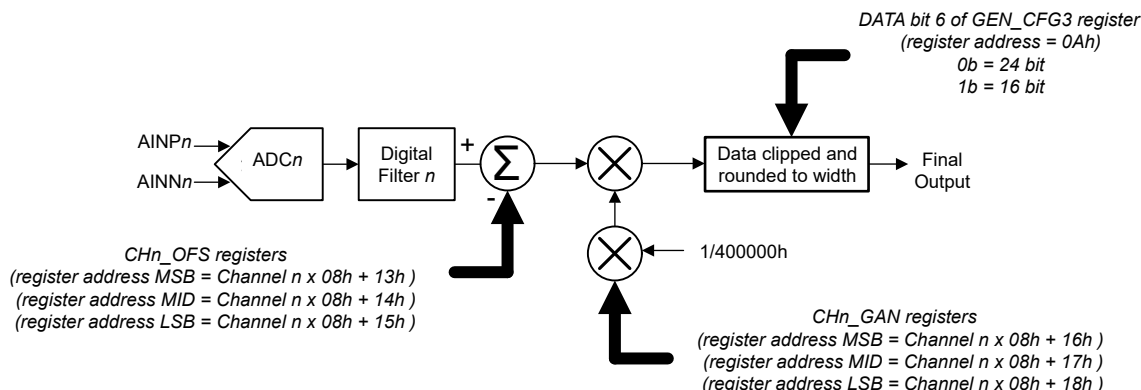 DATA bit 6 of GEN_CFG3 register
(register address = 0Ah)
0b = 24 bit
1b = 16 bit
AINPn
AINNn
ADCn
Digital
Filter n
+
Σ
-
Data clipped and
rounded to width
Final
Output
1/400000h
CHn_OFS registers
(register address MSB = Channel n x 08h + 13h )
(register address MID = Channel n x 08h + 14h )
(register address LSB = Channel n x 08h + 15h )
CHn_GAN registers
(register address MSB = Channel n x 08h + 16h )
(register address MID = Channel n x 08h + 17h )
(register address LSB = Channel n x 08h + 18h )